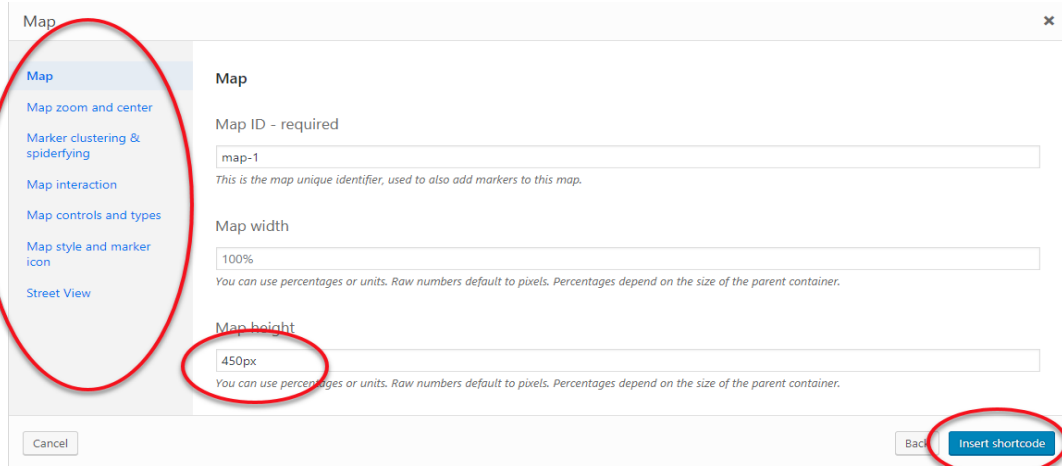 Map
×
Map
Map zoom and center
Marker clustering &
spiderfying
Map interaction
Map controls and types
Map style and marker
icon
Street View
Map
Map ID - required
map-1
This is the map unique identifier, used to also add markers to this map.
Map width
100%
You can use percentages or units. Raw numbers default to pixels. Percentages depend on the size of the parent container.
Map height
450px
You can use percentages or units. Raw numbers default to pixels. Percentages depend on the size of the parent container.
Cancel
Back
Insert shortcode